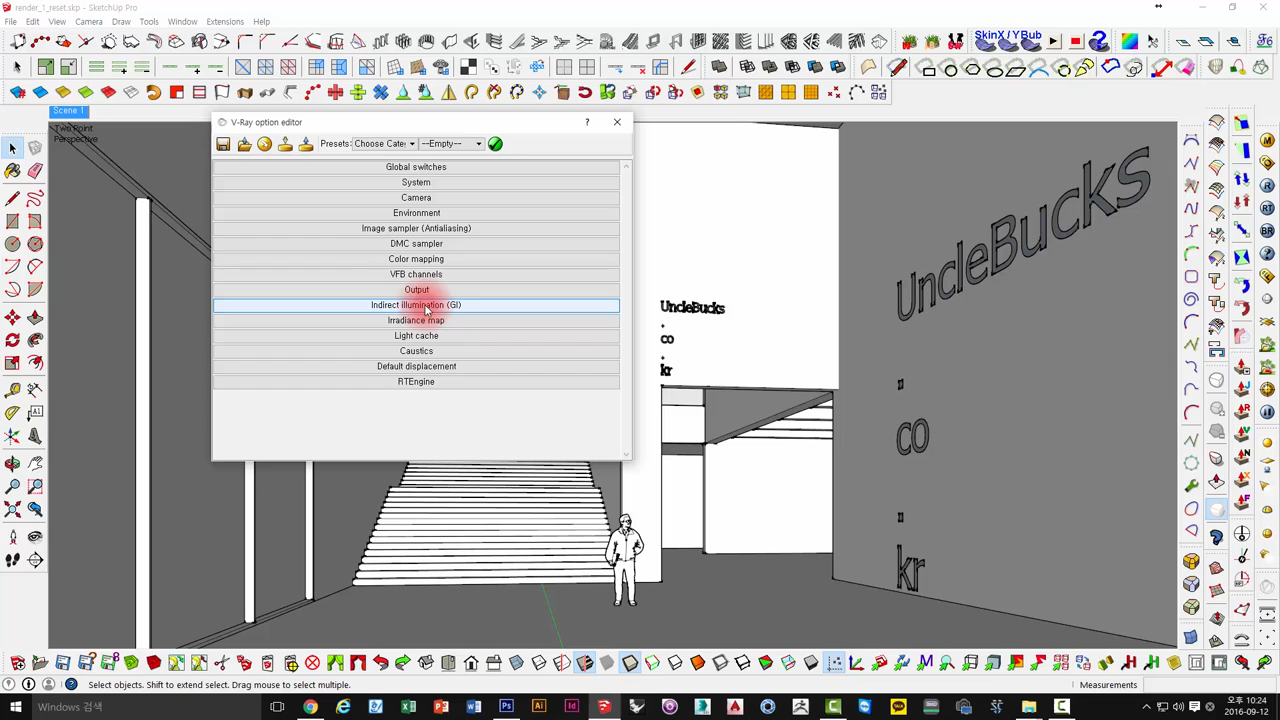 render_1_reset.skp - SketchUp Pro
File Edit View Camera Draw Tools Window Extensions Help
SkinX / YBub
Scene 1
Two Point
Perspective
V-Ray option editor
Presets: Choose Cate --Empty--
Global switches
System
Camera
Environment
Image sampler (Antialiasing)
DMC sampler
Color mapping
VFB channels
Output
Indirect illumination (GI)
Irradiance map
Light cache
Caustics
Default displacement
RTEngine
UncleBucks
.
co
.
kr
UncleBucks
.
co
.
kr
Select objects. Shift to extend select. Drag mouse to select multiple.
Measurements
Windows 검색
오후 10:24
2016-09-12